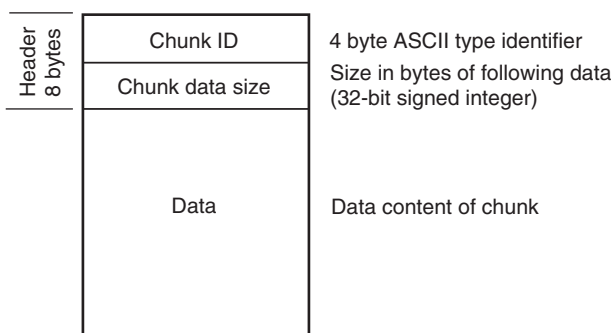 Header
8 bytes
Chunk ID
4 byte ASCII type identifier
Chunk data size
Size in bytes of following data
(32-bit signed integer)
Data
Data content of chunk